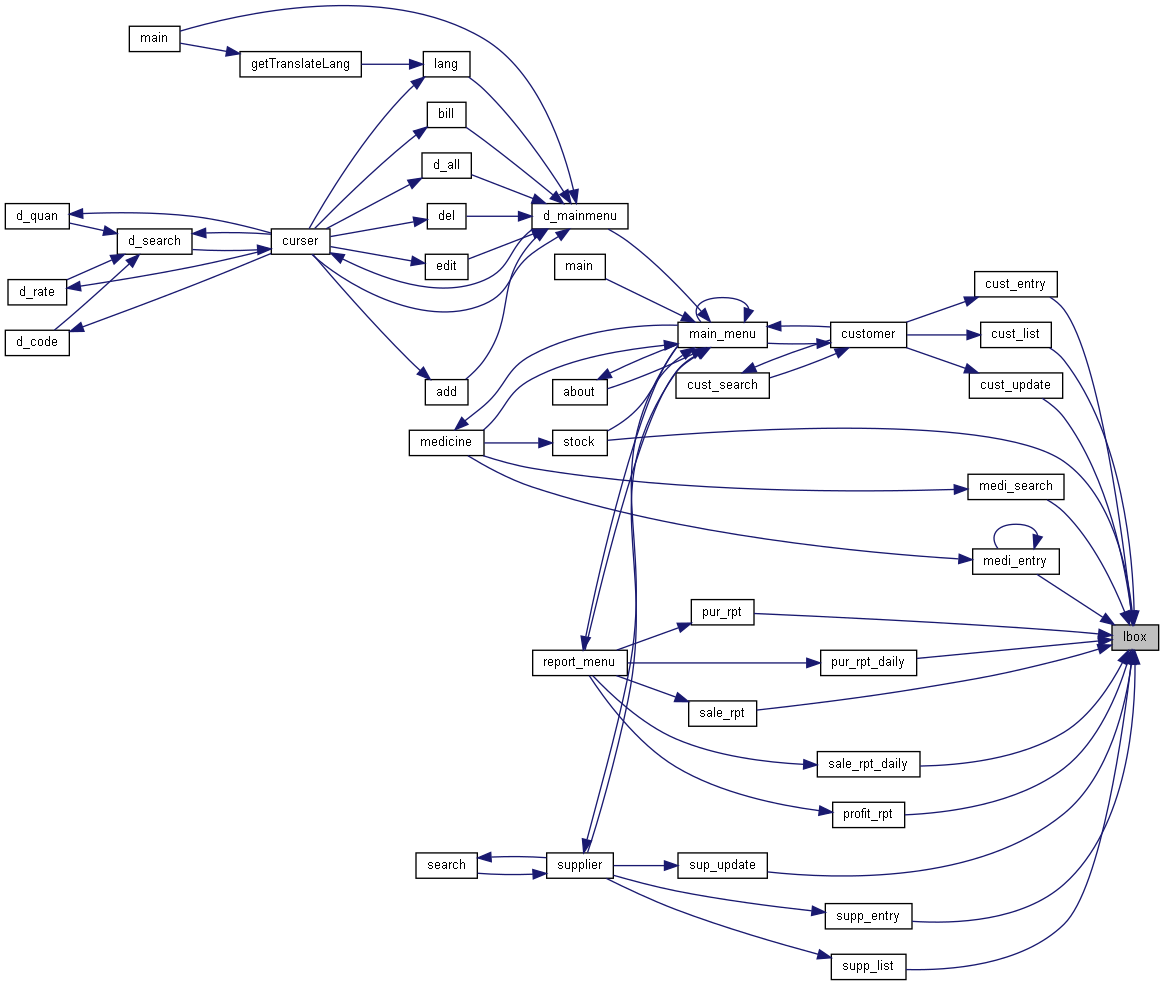 main
getTranslateLang
lang
bill
d_all
d_quan
del
d_mainmenu
d_search
curser
edit
main
d_rate
cust_entry
d_code
main_menu
customer
cust_list
add
about
cust_search
cust_update
medicine
stock
medi_search
medi_entry
pur_rpt
lbox
report_menu
pur_rpt_daily
sale_rpt
sale_rpt_daily
profit_rpt
search
supplier
sup_update
supp_entry
supp_list